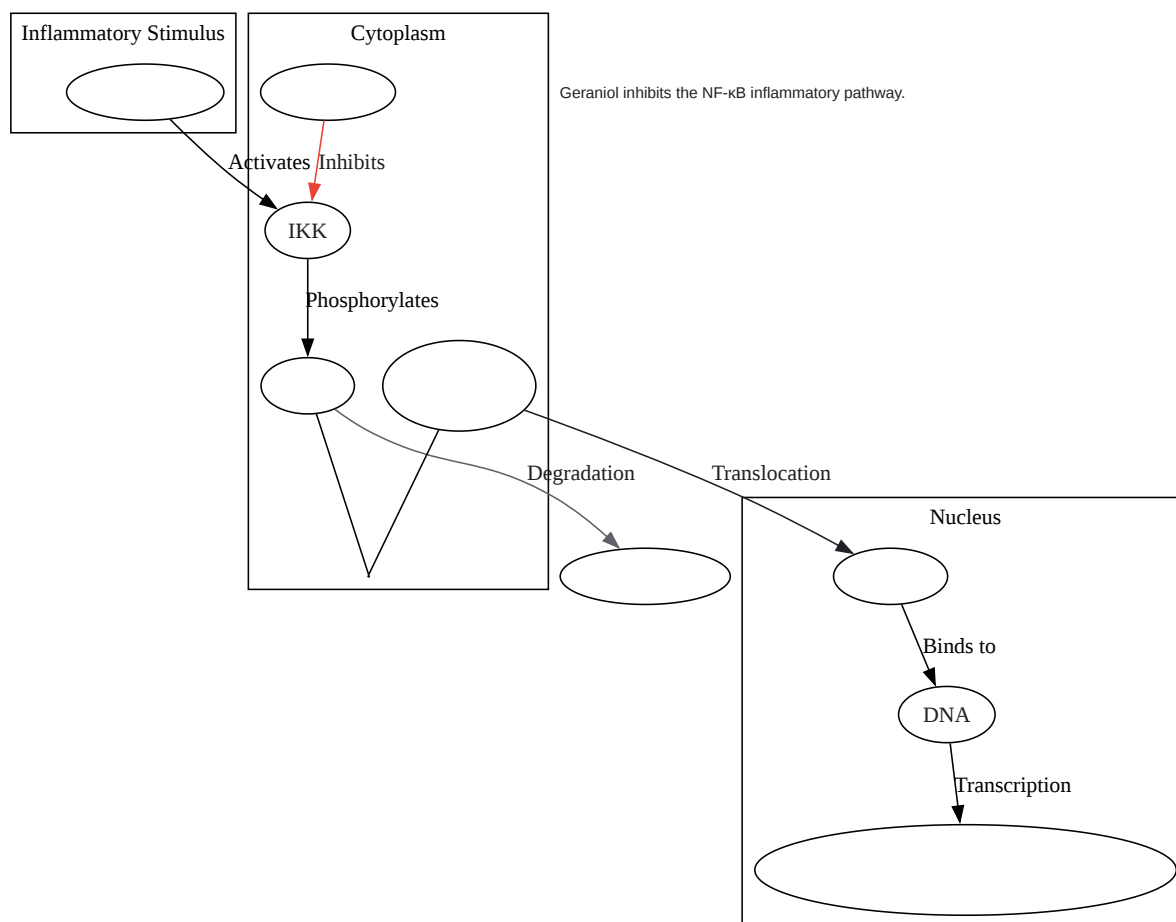 Inflammatory Stimulus
Cytoplasm
Geraniol inhibits the NF-κB inflammatory pathway.
Activates
Inhibits
IKK
Phosphorylates
Degradation
Translocation
Nucleus
Binds to
DNA
Transcription